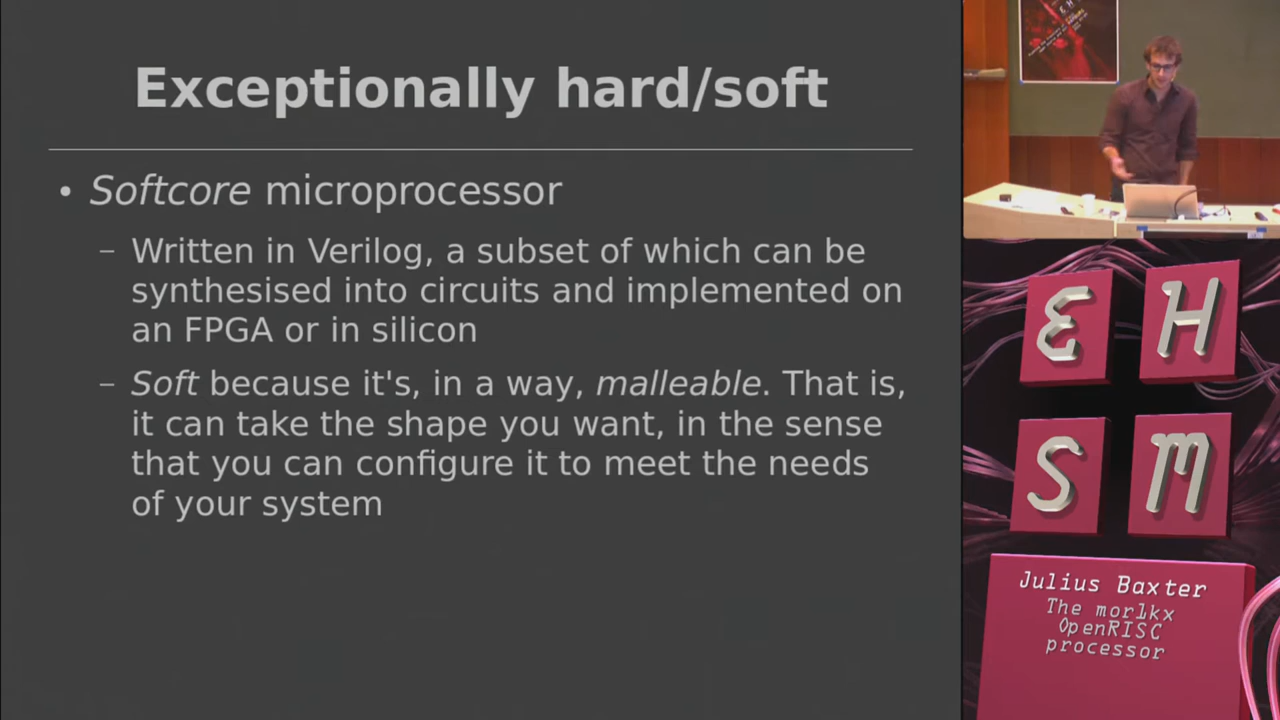 Exceptionally hard/soft
• Softcore microprocessor
– Written in Verilog, a subset of which can be
synthesised into circuits and implemented on
an FPGA or in silicon
– Soft because it's, in a way, malleable. That is,
it can take the shape you want, in the sense
that you can configure it to meet the needs
of your system
E H
S M
Julius Baxter
The mor1kx
OpenRISC
processor